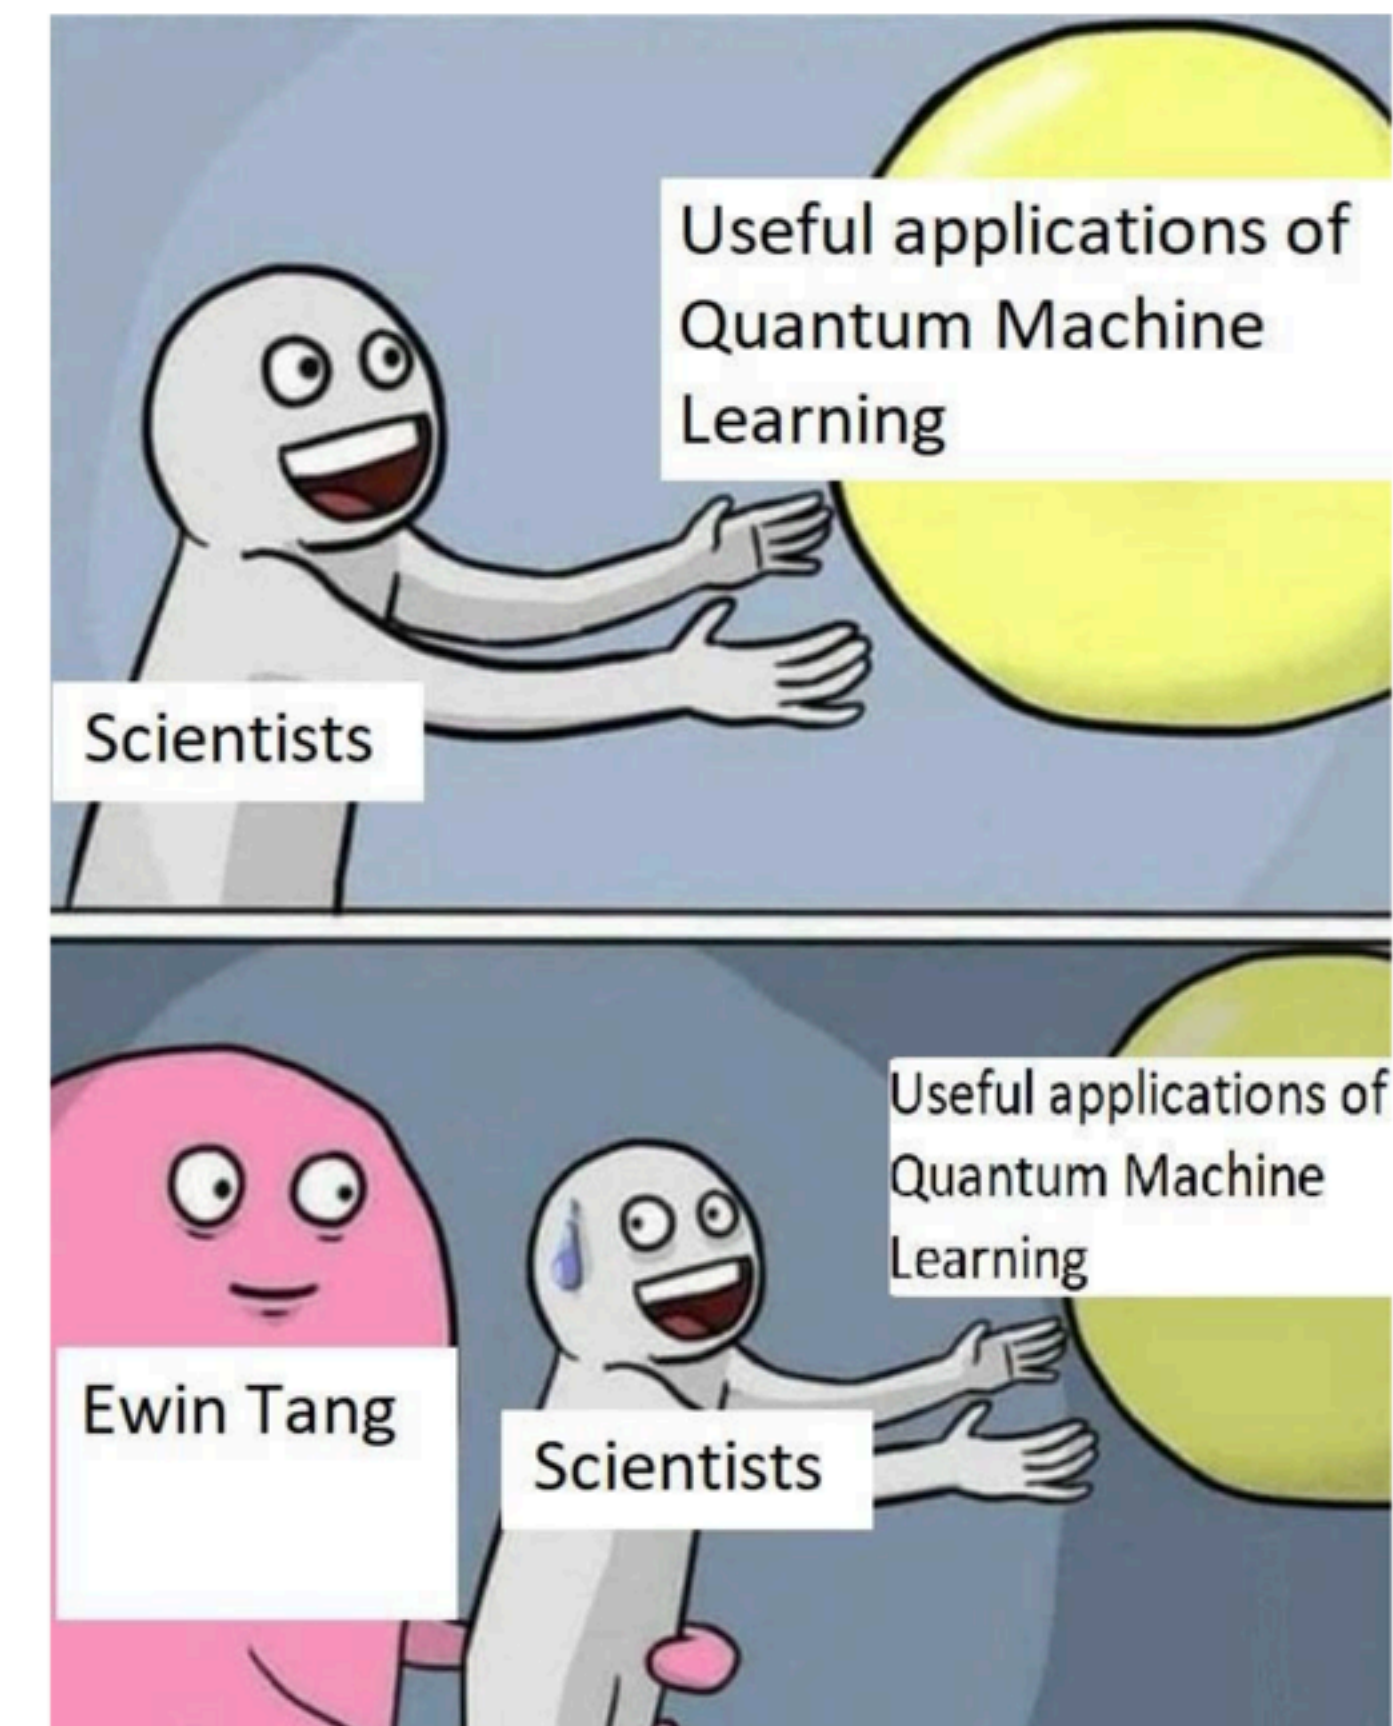 Useful applications of
Quantum Machine
Learning
Scientists
Useful applications of
Quantum Machine
Learning
Ewin Tang
Scientists